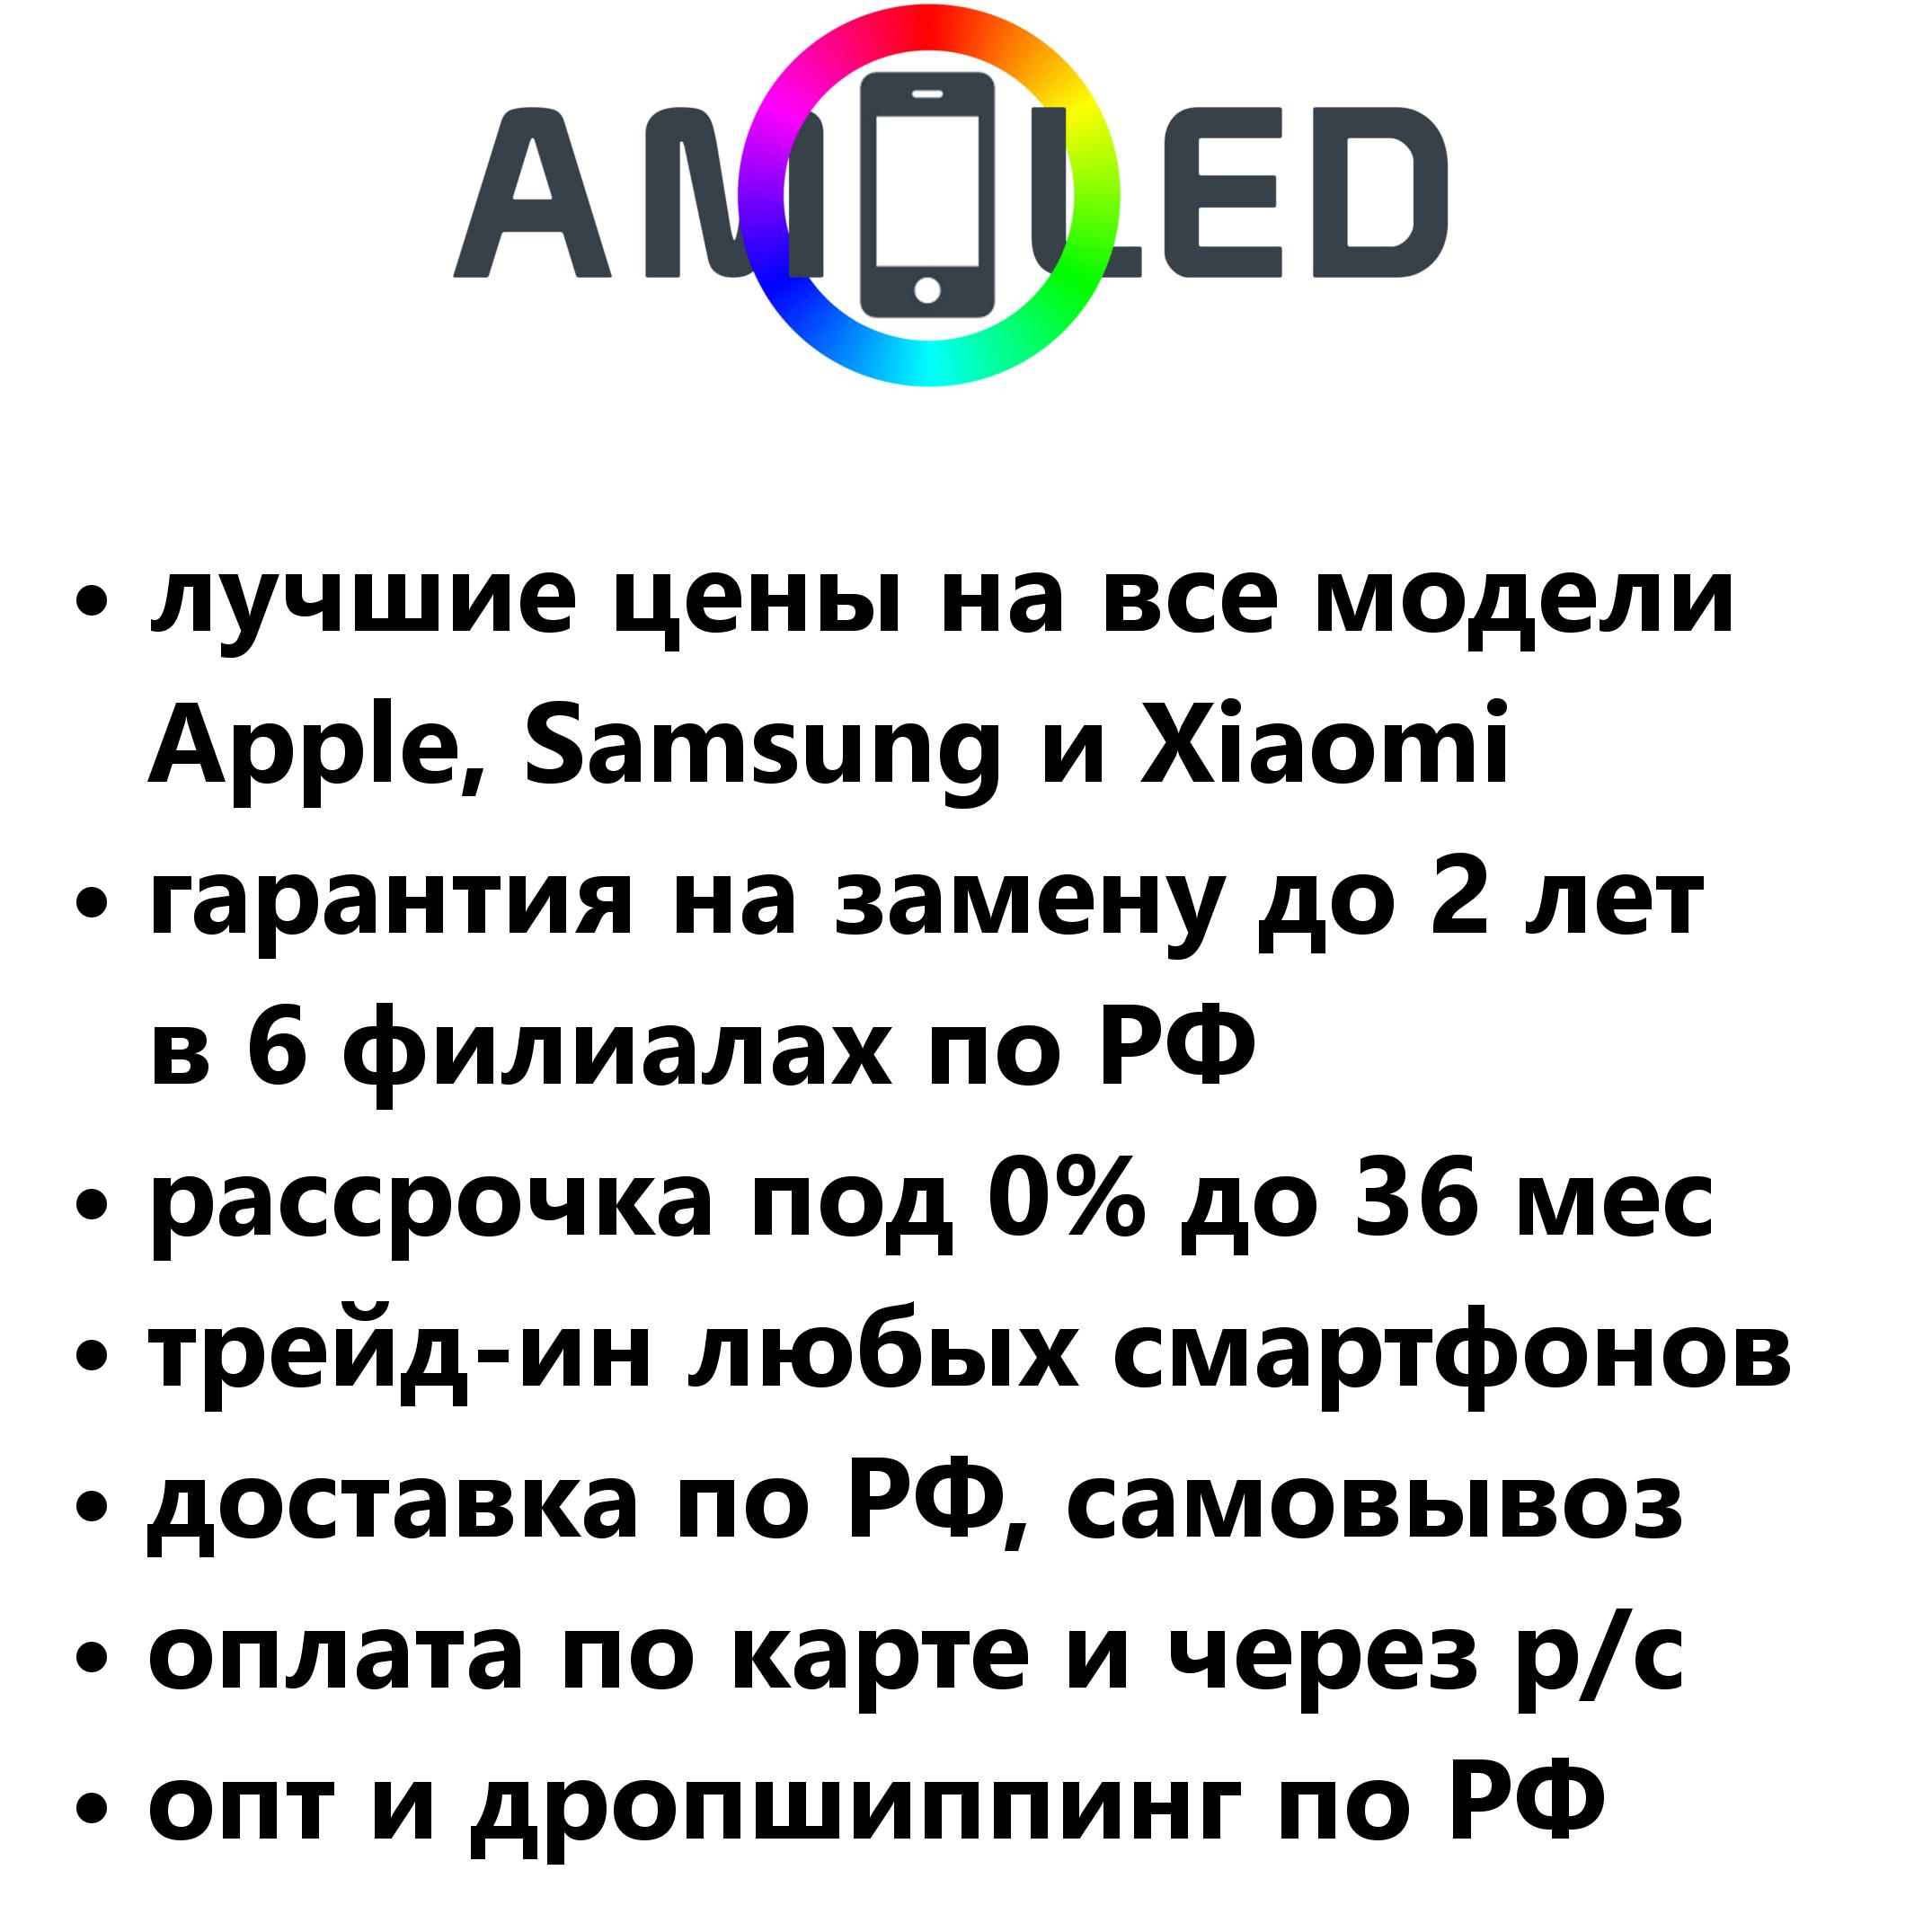 AMOLED
• лучшие цены на все модели
Apple, Samsung и Xiaomi
• гарантия на замену до 2 лет
в 6 филиалах по РФ
• рассрочка под 0% до 36 мес
• трейд-ин любых смартфонов
• доставка по РФ, самовывоз
• оплата по карте и через р/с
• опт и дропшиппинг по РФ